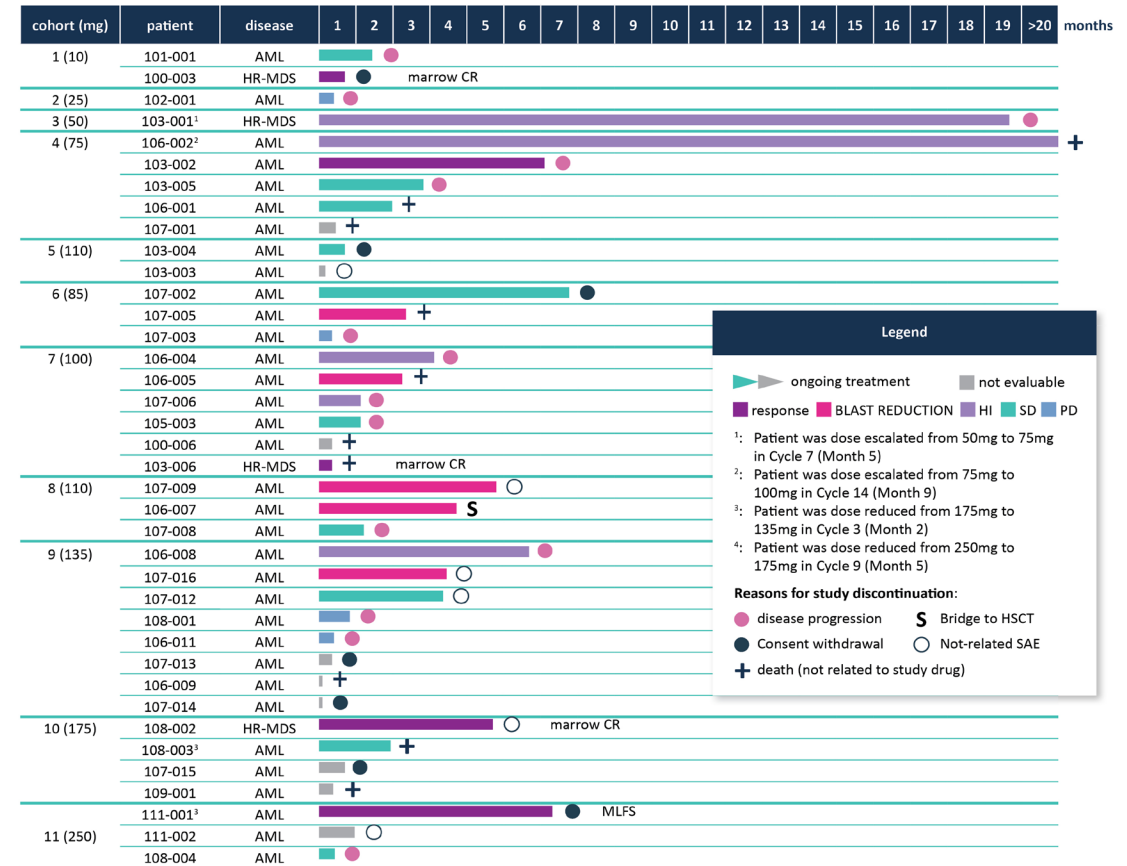 cohort (mg) patient disease 1 2 3 4 5 6 7 8 9 10 11 12 13 14 15 16 17 18 19 >20 months
1 (10) 101-001 AML
100-003 HR-MDS marrow CR
2 (25) 102-001 AML
3 (50) 103-001¹ HR-MDS
4 (75) 106-002² AML
103-002 AML
103-005 AML
106-001 AML
107-001 AML
5 (110) 103-004 AML
103-003 AML
6 (85) 107-002 AML
107-005 AML
107-003 AML
7 (100) 106-004 AML
106-005 AML
107-006 AML
105-003 AML
100-006 AML
103-006 HR-MDS marrow CR
8 (110) 107-009 AML
106-007 AML S
107-008 AML
9 (135) 106-008 AML
107-016 AML
107-012 AML
108-001 AML
106-011 AML
107-013 AML
106-009 AML
107-014 AML
10 (175) 108-002 HR-MDS marrow CR
108-003³ AML
107-015 AML
109-001 AML
111-001³ AML MLFS
11 (250) 111-002 AML
108-004 AML
Legend
ongoing treatment not evaluable
response BLAST REDUCTION HI SD PD
¹: Patient was dose escalated from 50mg to 75mg
in Cycle 7 (Month 5)
²: Patient was dose escalated from 75mg to
100mg in Cycle 14 (Month 9)
³: Patient was dose reduced from 175mg to
135mg in Cycle 3 (Month 2)
⁴: Patient was dose reduced from 250mg to
175mg in Cycle 9 (Month 5)
Reasons for study discontinuation:
disease progression S Bridge to HSCT
Consent withdrawal Not-related SAE
death (not related to study drug)